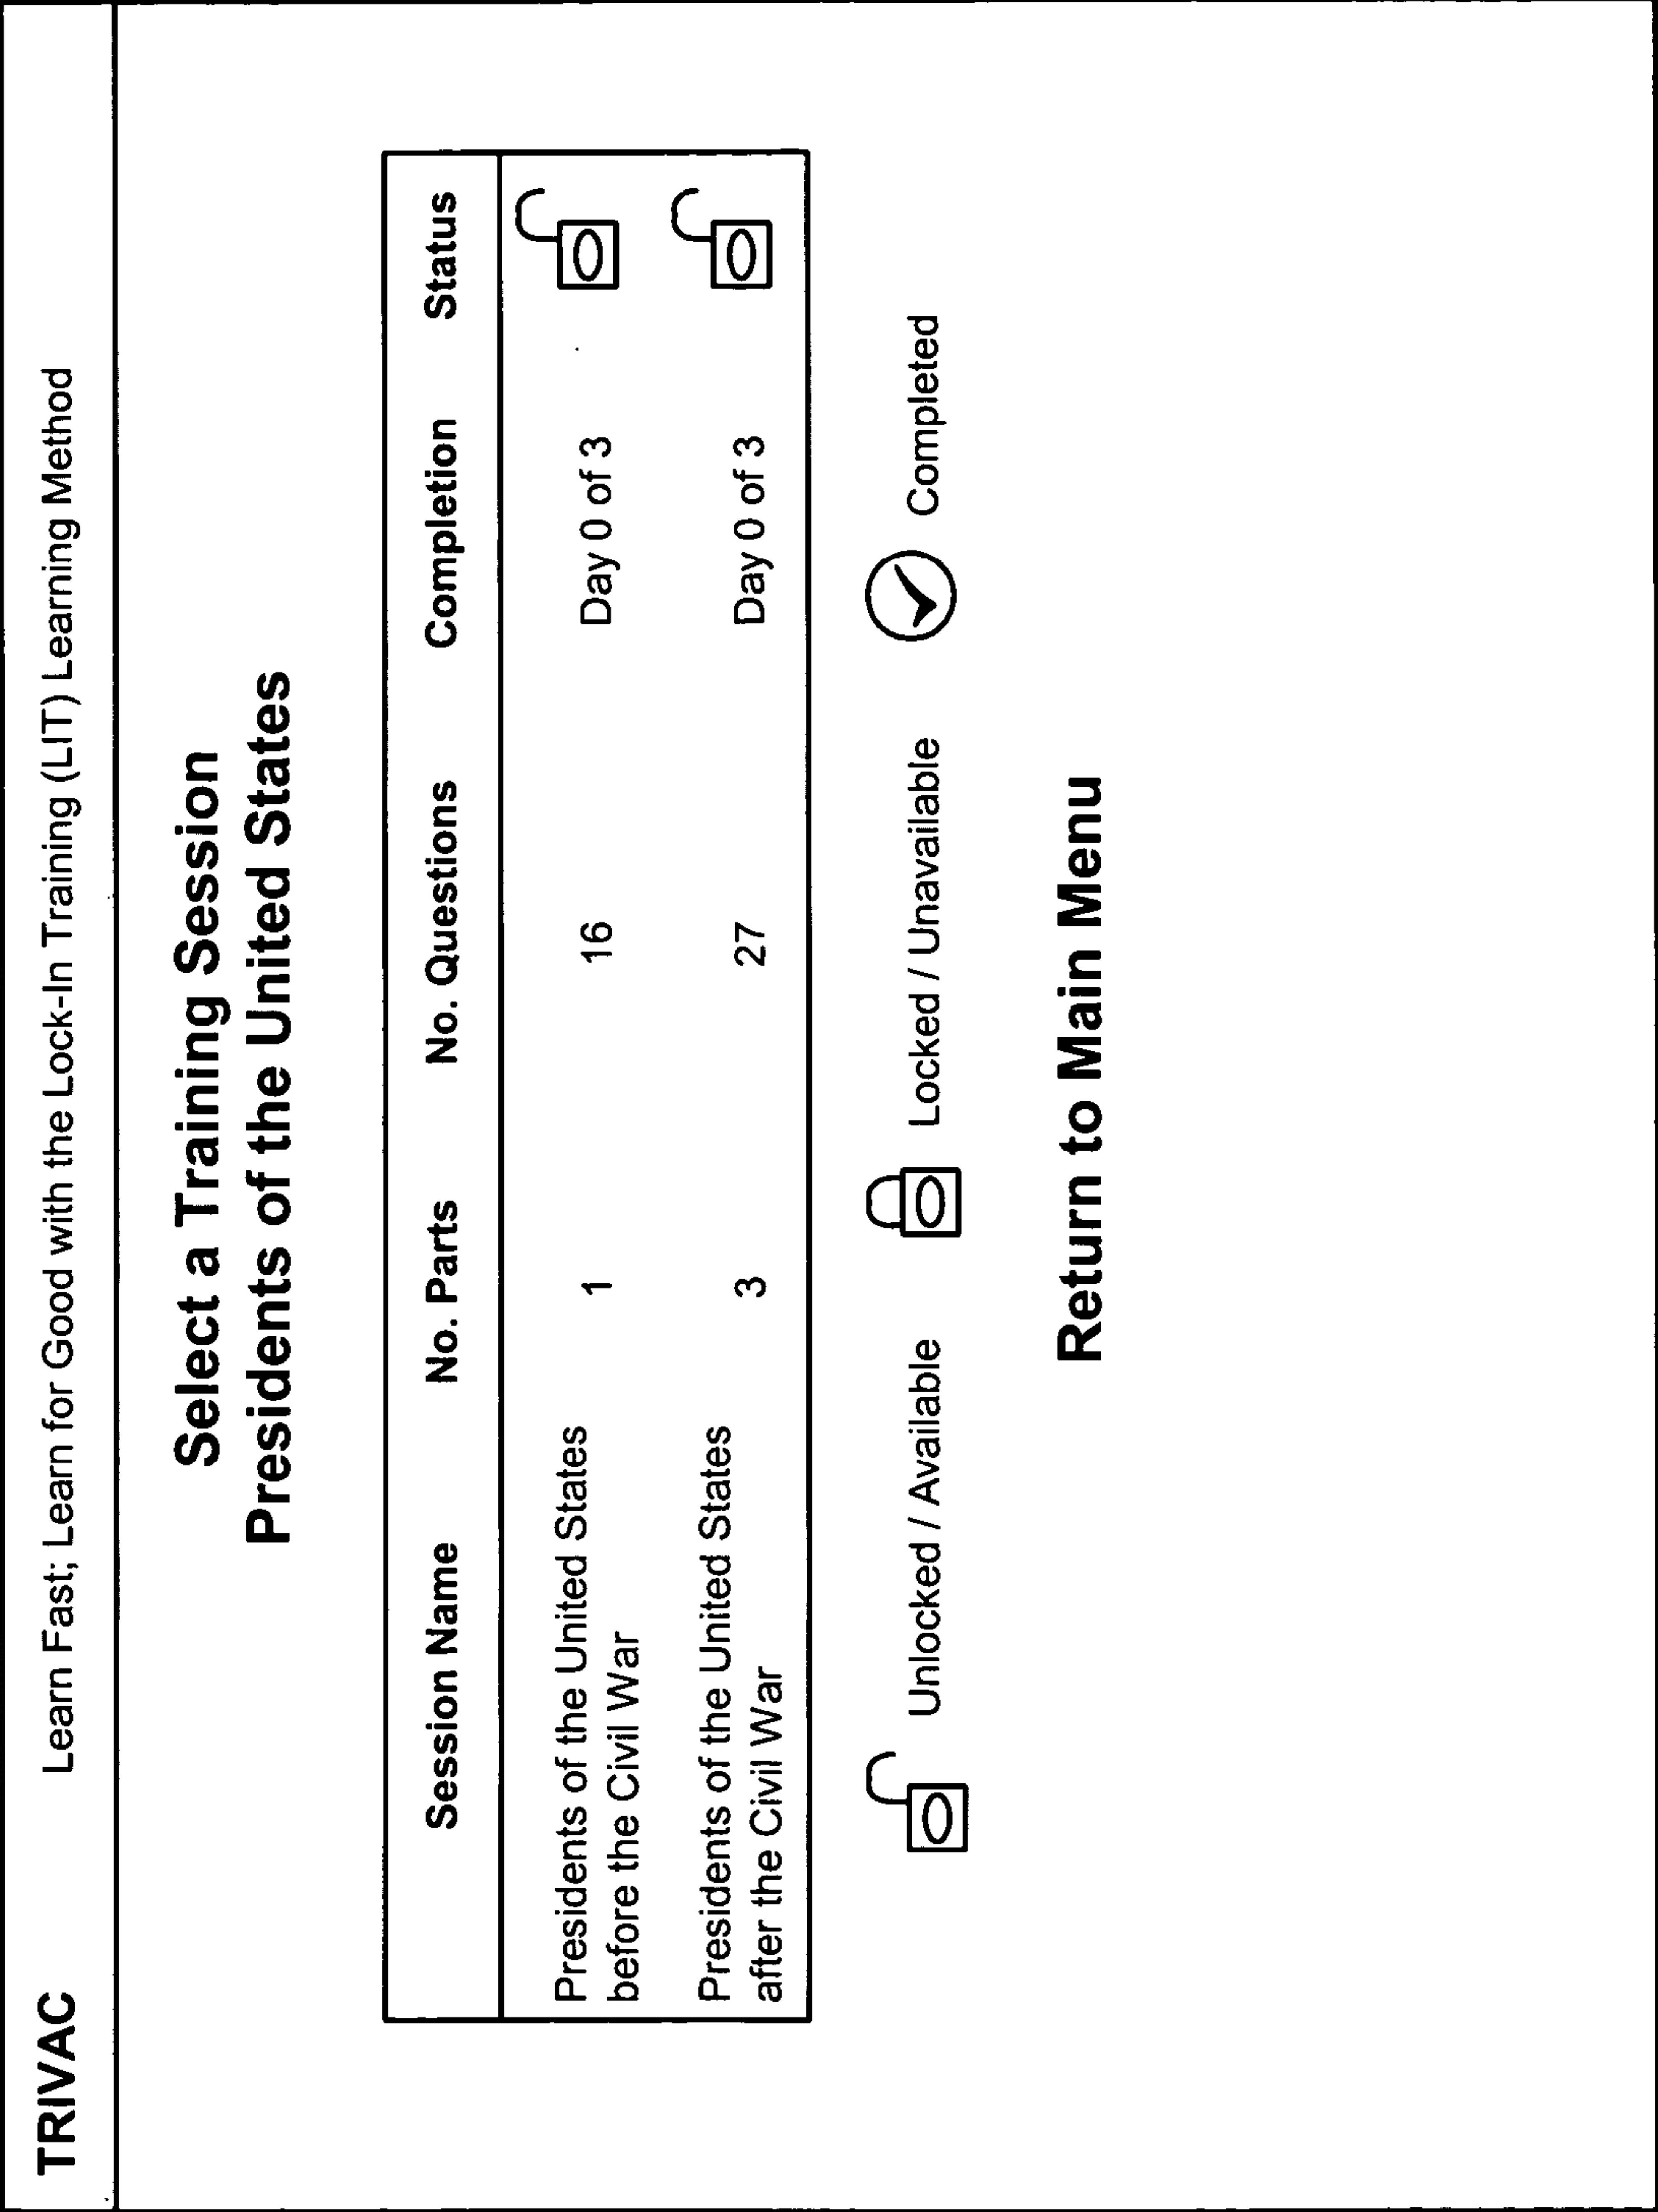 TRIVAC Learn Fast; Learn for Good with the Lock-In Training (LIT) Learning Method
Select a Training Session
Presidents of the United States
Session Name No. Parts No. Questions Completion Status
Presidents of the United States
before the Civil War 1 16 Day 0 of 3
Presidents of the United States
after the Civil War 3 27 Day 0 of 3
Unlocked / Available Locked / Unavailable Completed
Return to Main Menu